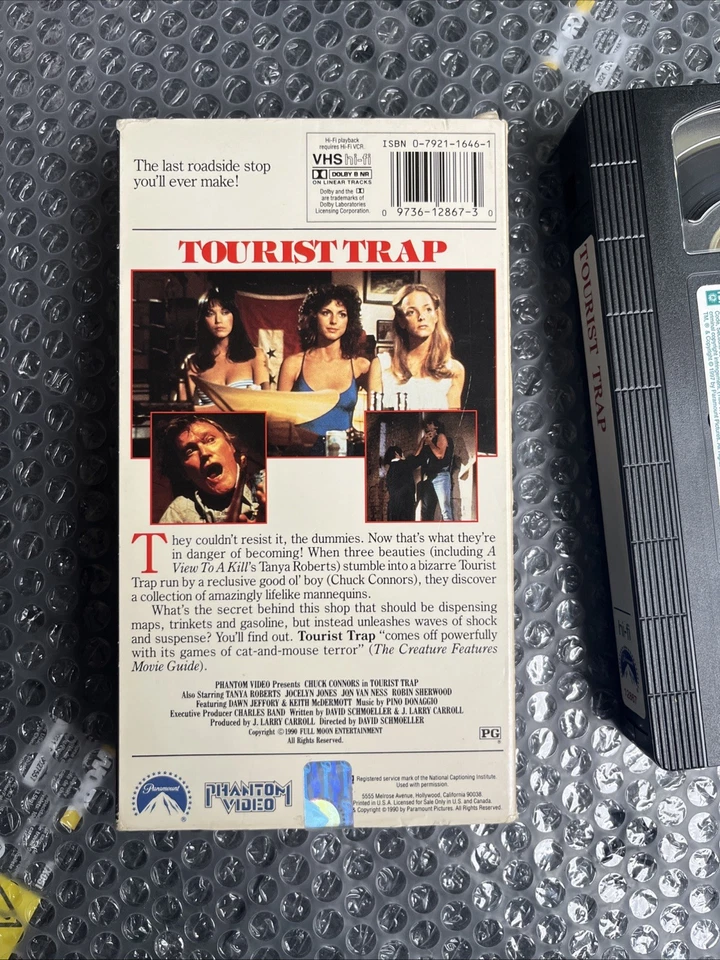 The last roadside stop
you'll ever make!
Hi-Fi playback
requires Hi-Fi VCR.
VHS hi-fi
DOLBY B NR
ON LINEAR TRACKS
Dolby and the
are trademarks of
Dolby Laboratories
Licensing Corporation.
ISBN 0-7921-1646-1
0 9736-12867-3 0
TOURIST TRAP
They couldn't resist it, the dummies. Now that's what they're
in danger of becoming! When three beauties (including A
View To A Kill's Tanya Roberts) stumble into a bizarre Tourist
Trap run by a reclusive good ol' boy (Chuck Connors), they discover
a collection of amazingly lifelike mannequins.
What's the secret behind this shop that should be dispensing
maps, trinkets and gasoline, but instead unleashes waves of shock
and suspense? You'll find out. Tourist Trap "comes off powerfully
with its games of cat-and-mouse terror" (The Creature Features
Movie Guide).
PHANTOM VIDEO Presents CHUCK CONNORS in TOURIST TRAP
Also Starring TANYA ROBERTS JOCELYN JONES JON VAN NESS ROBIN SHERWOOD
Featuring DAWN JEFFORY & KEITH McDERMOTT Music by PINO DONAGGIO
Executive Producer CHARLES BAND Written by DAVID SCHMOELLER & J. LARRY CARROLL
Produced by J. LARRY CARROLL Directed by DAVID SCHMOELLER
Copyright ©1990 FULL MOON ENTERTAINMENT
All Rights Reserved.
PG
Paramount
PHANTOM
VIDEO
Registered service mark of the National Captioning Institute.
Used with permission.
5555 Melrose Avenue, Hollywood, California 90038.
Printed in U.S.A. Licensed for Sale Only in U.S. and Canada.
& Copyright ©1990 by Paramount Pictures. All Rights Reserved.
TOURIST TRAP
hi-fi